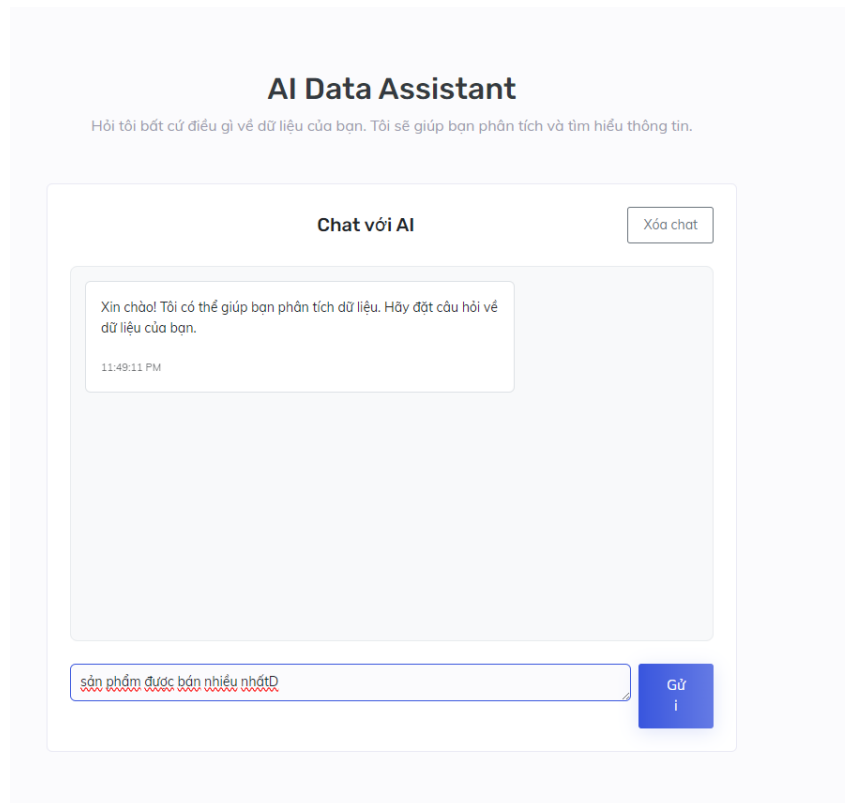 AI Data Assistant
Hỏi tôi bất cứ điều gì về dữ liệu của bạn. Tôi sẽ giúp bạn phân tích và tìm hiểu thông tin.
Chat với AI
Xóa chat
Xin chào! Tôi có thể giúp bạn phân tích dữ liệu. Hãy đặt câu hỏi về
dữ liệu của bạn.
11:49:11 PM
sản phẩm được bán nhiều nhấtD
Gử
i